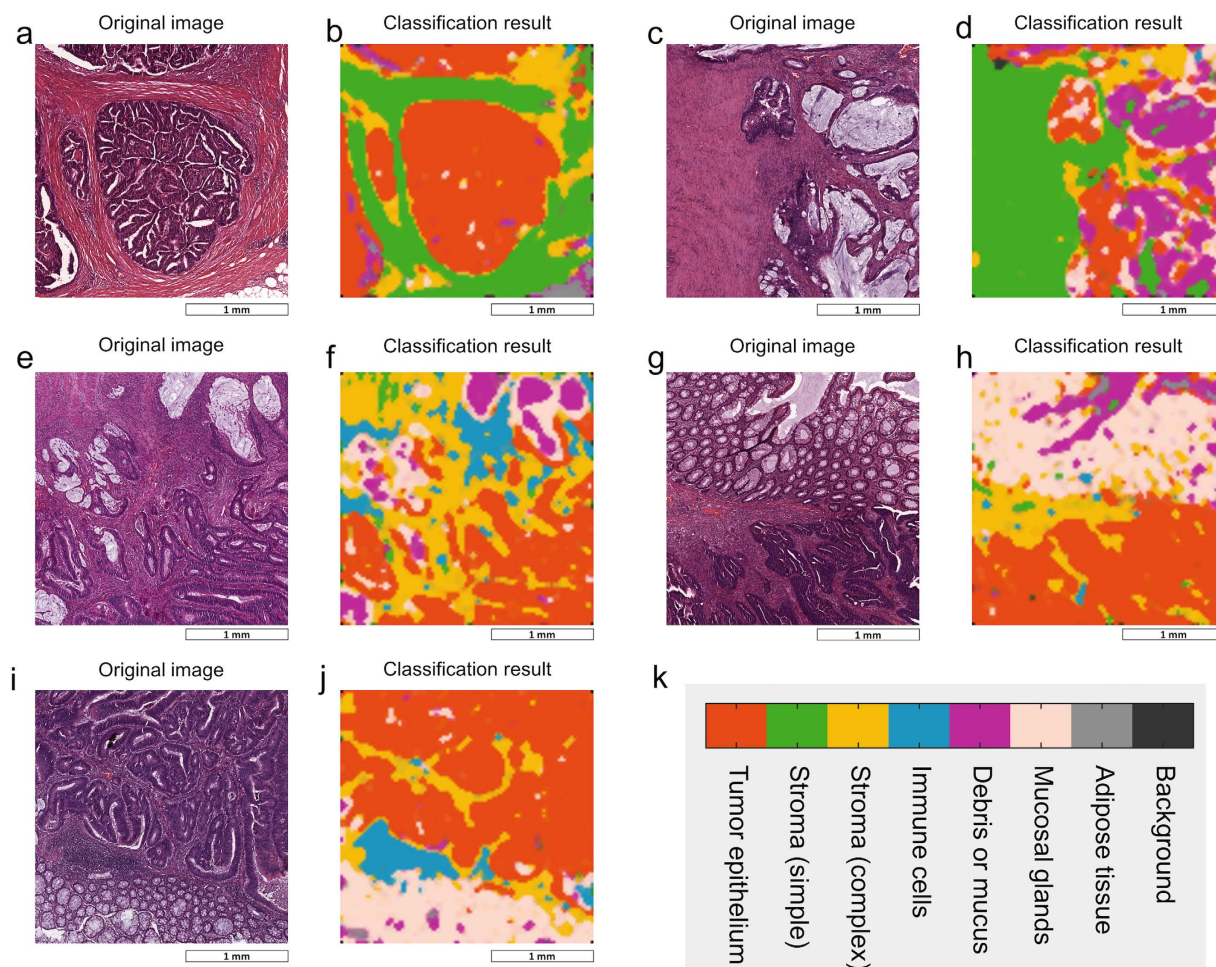 a Original image
b Classification result
c Original image
d Classification result
1 mm 1 mm 1 mm 1 mm
e Original image
f Classification result
g Original image
h Classification result
1 mm 1 mm 1 mm 1 mm
i Original image
j Classification result
1 mm 1 mm
k
Tumor epithelium
Stroma (simple)
Stroma (complex)
Immune cells
Debris or mucus
Mucosal glands
Adipose tissue
Background